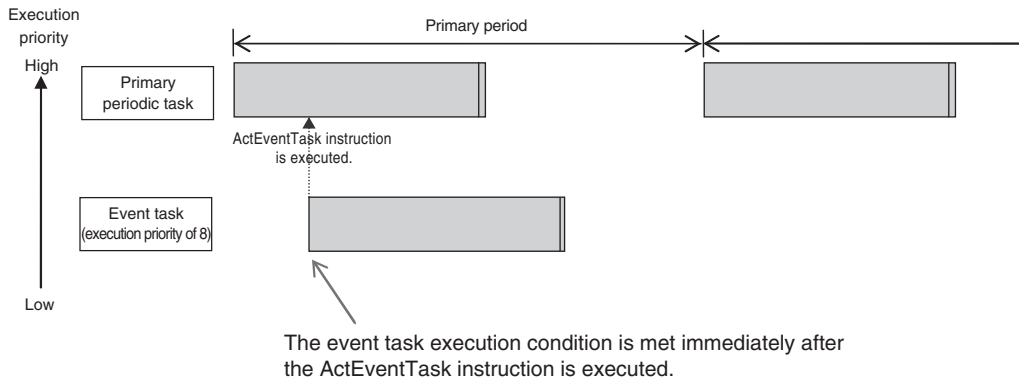 Execution
priority
High
Primary period
Primary
periodic task
ActEventTask instruction
is executed.
Event task
(execution priority of 8)
Low
The event task execution condition is met immediately after
the ActEventTask instruction is executed.